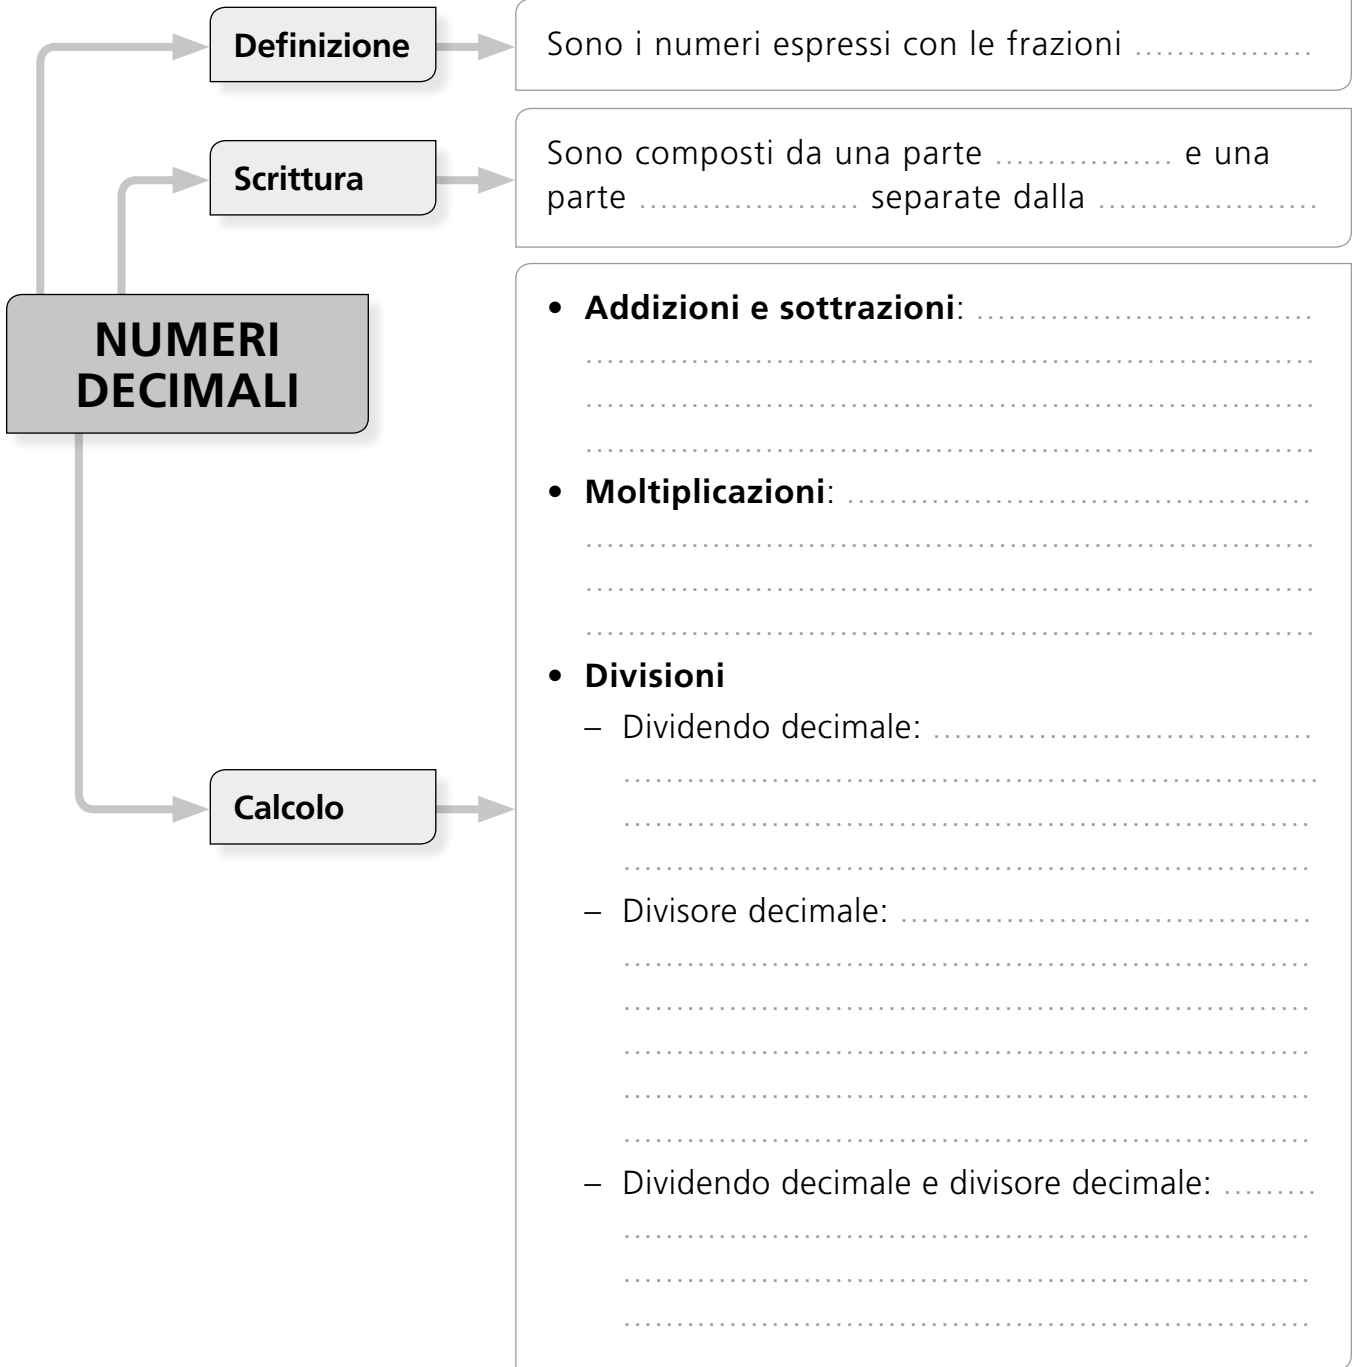 Definizione
Sono i numeri espressi con le frazioni .................
Scrittura
Sono composti da una parte ................. e una
parte ..................... separate dalla .....................
NUMERI
DECIMALI
• Addizioni e sottrazioni: ................................
.....................................................................
.....................................................................
.....................................................................
• Moltiplicazioni: ............................................
.....................................................................
.....................................................................
.....................................................................
• Divisioni
– Dividendo decimale: ....................................
..................................................................
.................................................................
.................................................................
Calcolo
– Divisore decimale: .......................................
.................................................................
.................................................................
.................................................................
.................................................................
.................................................................
– Dividendo decimale e divisore decimale: .........
.................................................................
.................................................................
.................................................................